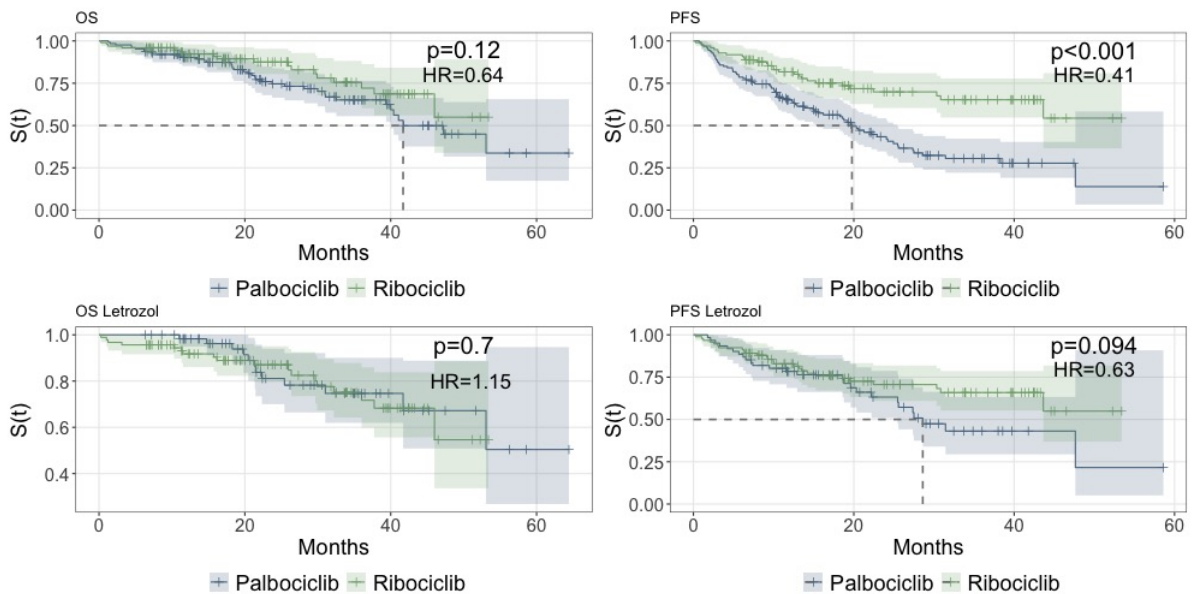 OS
p=0.12
HR=0.64
S(t)
1.00
0.75
0.50
0.25
0.00
0 20 40 60
Months
Palbociclib Ribociclib
PFS
p<0.001
HR=0.41
S(t)
1.00
0.75
0.50
0.25
0.00
0 20 40 60
Months
Palbociclib Ribociclib
OS Letrozol
p=0.7
HR=1.15
S(t)
1.0
0.8
0.6
0.4
0 20 40 60
Months
Palbociclib Ribociclib
PFS Letrozol
p=0.094
HR=0.63
S(t)
1.00
0.75
0.50
0.25
0.00
0 20 40 60
Months
Palbociclib Ribociclib